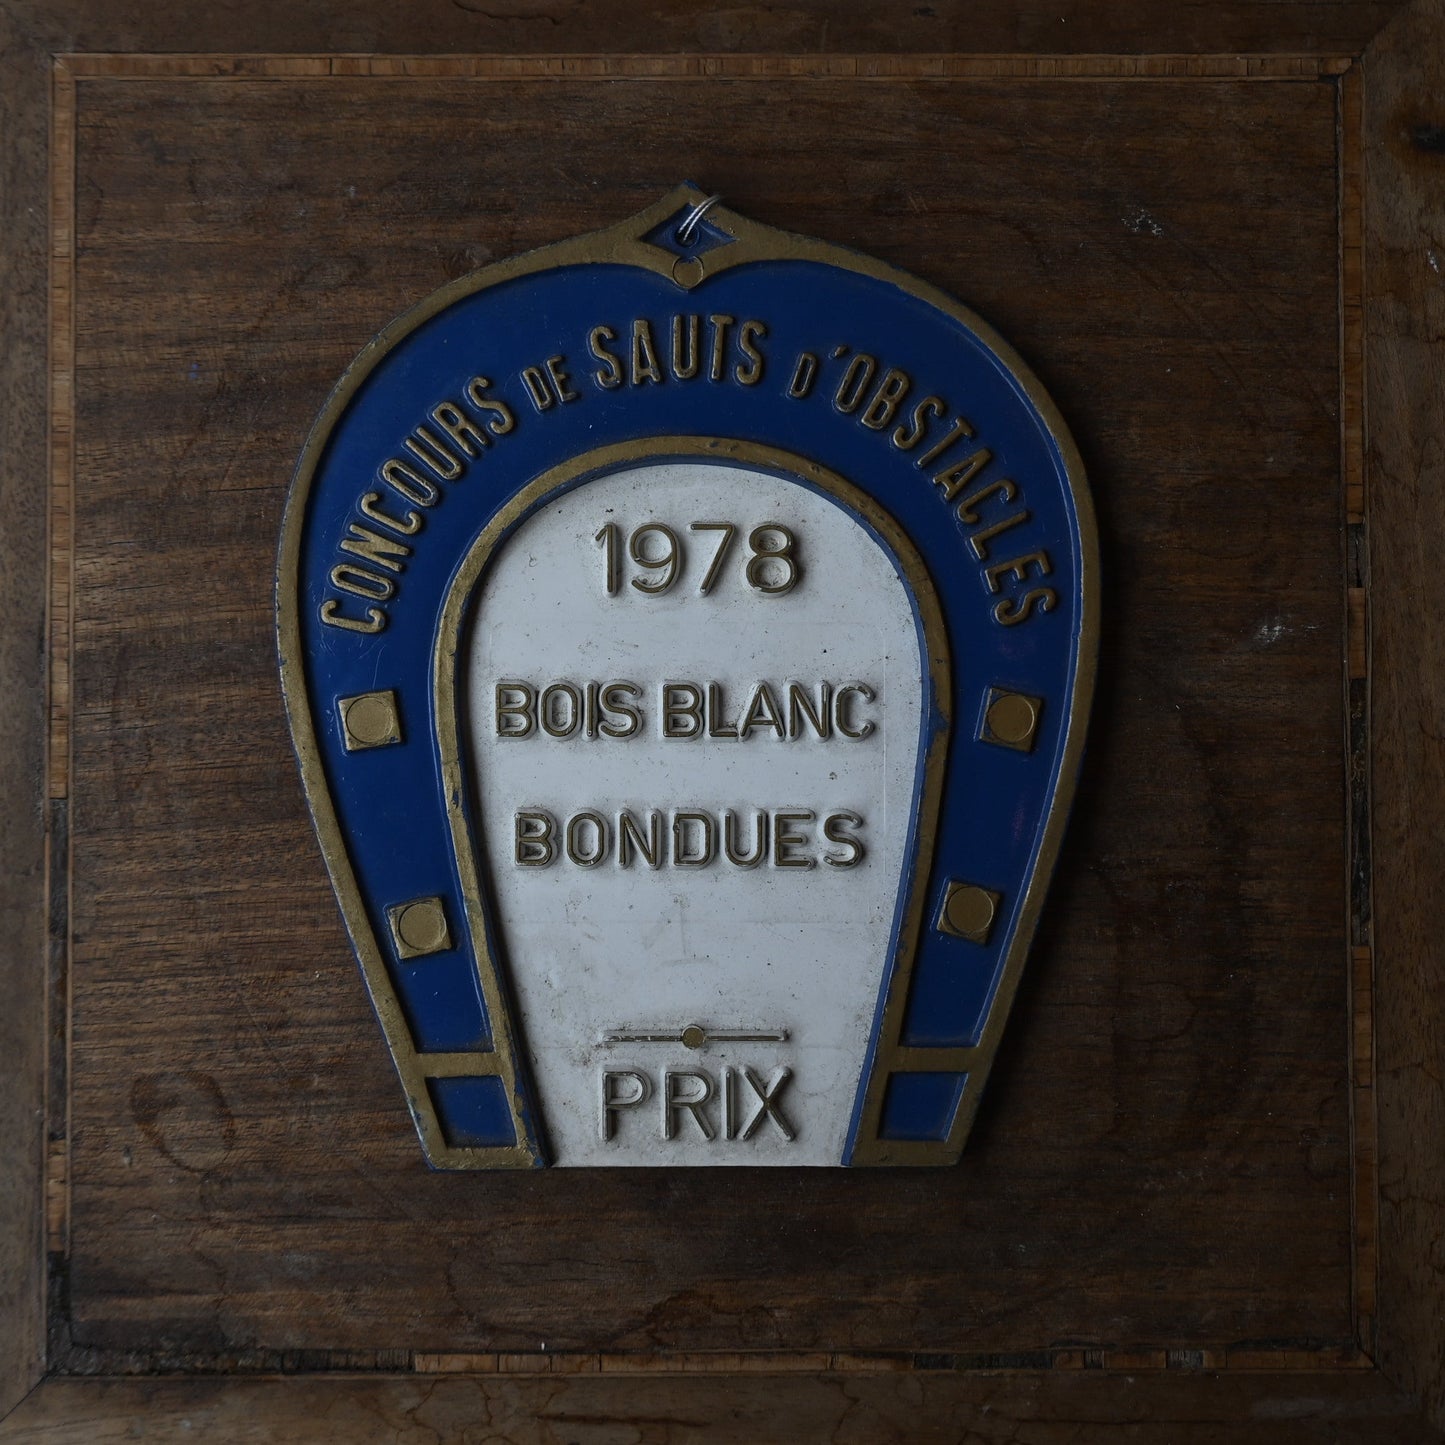 CONCOURS DE SAUTS D'OBSTACLES
1978
BOIS BLANC
BONDUES
PRIX